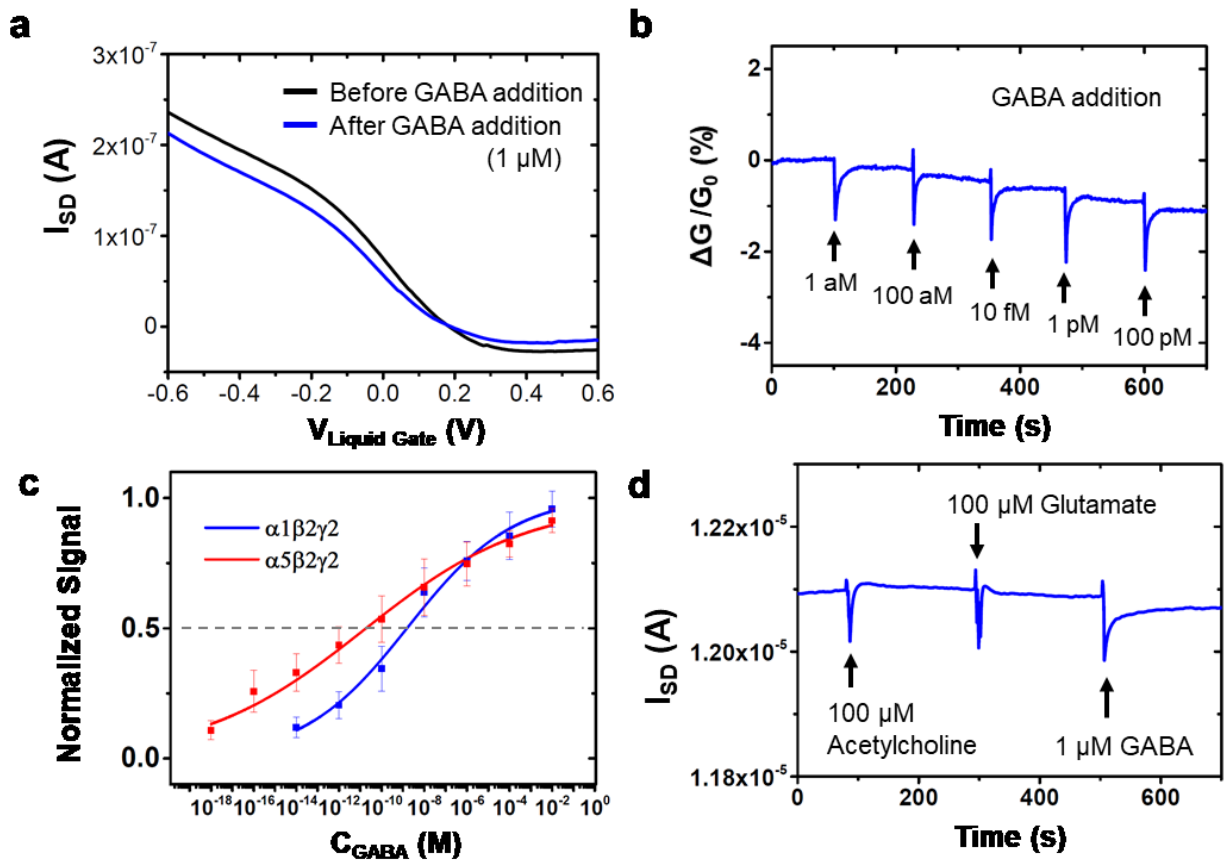 a
3x10⁻⁷
2x10⁻⁷
1x10⁻⁷
0
I_SD (A)
Before GABA addition
After GABA addition
(1 µM)
-0.6 -0.4 -0.2 0.0 0.2 0.4 0.6
V_Liquid Gate (V)
b
2
0
-2
-4
ΔG/G₀ (%)
GABA addition
1 aM
100 aM
10 fM
1 pM
100 pM
0 200 400 600
Time (s)
c
1.0
0.5
0.0
Normalized Signal
α1β2γ2
α5β2γ2
10⁻¹⁸ 10⁻¹⁶ 10⁻¹⁴ 10⁻¹² 10⁻¹⁰ 10⁻⁸ 10⁻⁶ 10⁻⁴ 10⁻² 10⁰
C_GABA (M)
d
1.22x10⁻⁵
1.20x10⁻⁵
1.18x10⁻⁵
I_SD (A)
100 µM Glutamate
100 µM
Acetylcholine
1 µM GABA
0 200 400 600
Time (s)